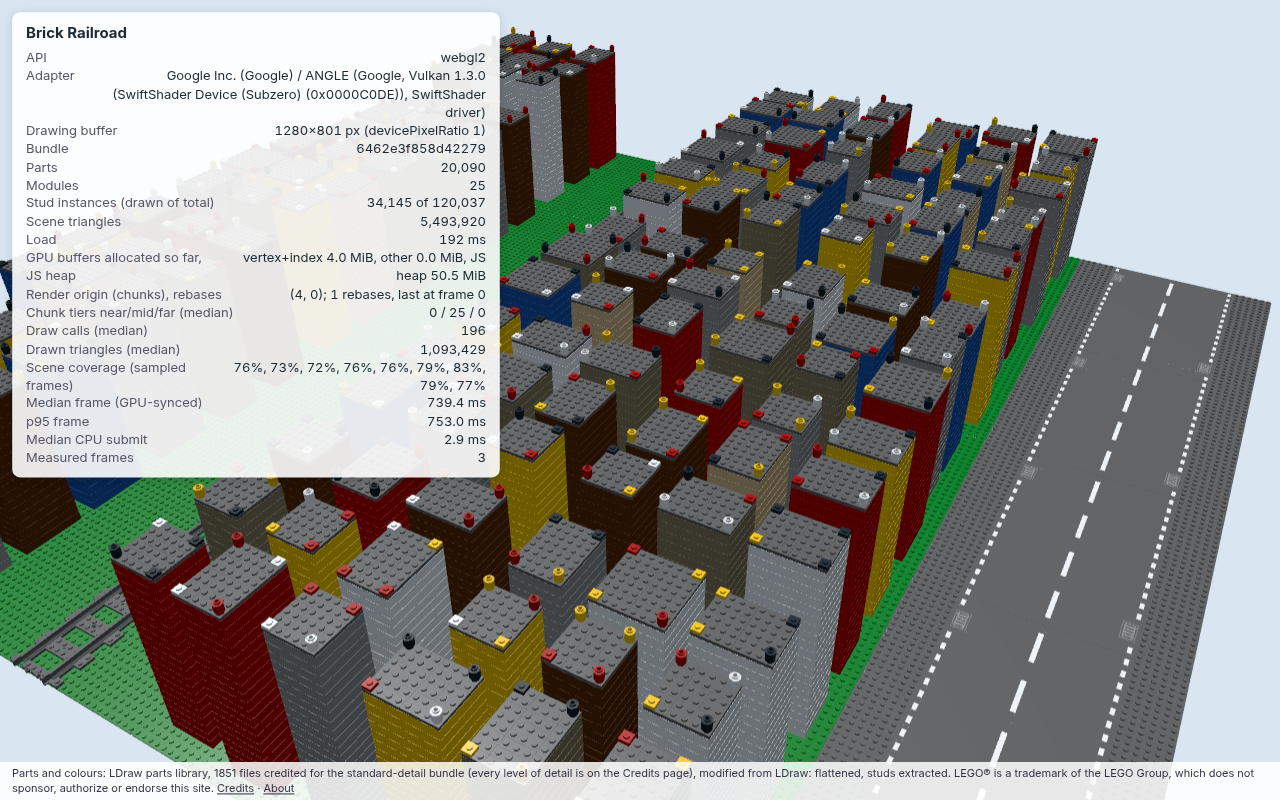 Brick Railroad
API webgl2
Adapter Google Inc. (Google) / ANGLE (Google, Vulkan 1.3.0
(SwiftShader Device (Subzero) (0x0000C0DE)), SwiftShader
driver)
Drawing buffer 1280×801 px (devicePixelRatio 1)
Bundle 6462e3f858d42279
Parts 20,090
Modules 25
Stud instances (drawn of total) 34,145 of 120,037
Scene triangles 5,493,920
Load 192 ms
GPU buffers allocated so far, vertex+index 4.0 MiB, other 0.0 MiB, JS
JS heap heap 50.5 MiB
Render origin (chunks), rebases (4, 0); 1 rebases, last at frame 0
Chunk tiers near/mid/far (median) 0 / 25 / 0
Draw calls (median) 196
Drawn triangles (median) 1,093,429
Scene coverage (sampled 76%, 73%, 72%, 76%, 76%, 79%, 83%,
frames) 79%, 77%
Median frame (GPU-synced) 739.4 ms
p95 frame 753.0 ms
Median CPU submit 2.9 ms
Measured frames 3
Parts and colours: LDraw parts library, 1851 files credited for the standard-detail bundle (every level of detail is on the Credits page), modified from LDraw: flattened, studs extracted. LEGO® is a trademark of the LEGO Group, which does not
sponsor, authorize or endorse this site. Credits · About